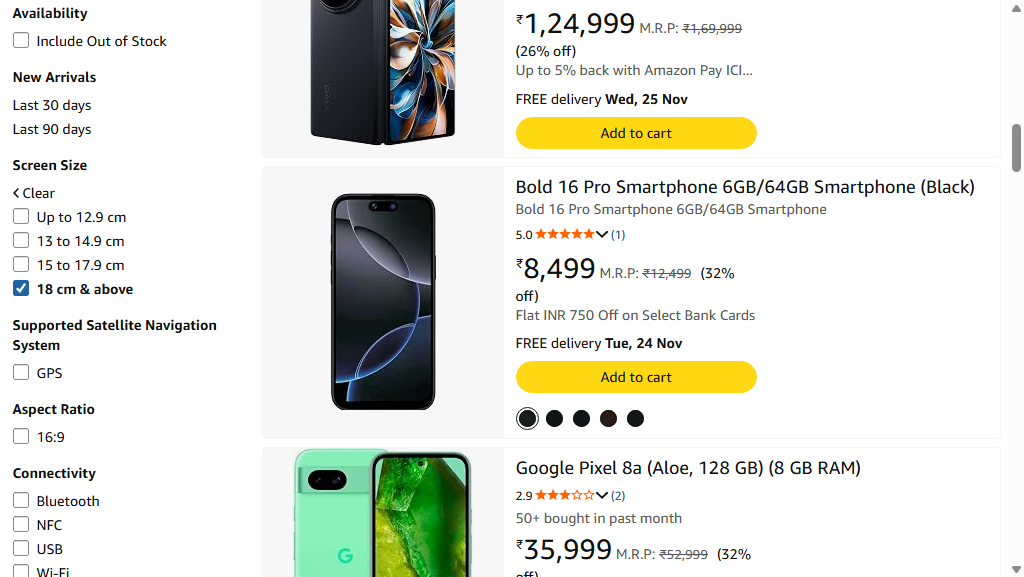 Availability
Include Out of Stock
New Arrivals
Last 30 days
Last 90 days
Screen Size
Clear
Up to 12.9 cm
13 to 14.9 cm
15 to 17.9 cm
18 cm & above
Supported Satellite Navigation
System
GPS
Aspect Ratio
16:9
Connectivity
Bluetooth
NFC
USB
Wi-Fi
vivo
₹1,24,999 M.R.P: ₹1,69,999
(26% off)
Up to 5% back with Amazon Pay ICI…
FREE delivery Wed, 25 Nov
Add to cart
Bold 16 Pro Smartphone 6GB/64GB Smartphone (Black)
Bold 16 Pro Smartphone 6GB/64GB Smartphone
5.0 (1)
₹8,499 M.R.P: ₹12,499 (32%
off)
Flat INR 750 Off on Select Bank Cards
FREE delivery Tue, 24 Nov
Add to cart
G
Google Pixel 8a (Aloe, 128 GB) (8 GB RAM)
2.9 (2)
50+ bought in past month
₹35,999 M.R.P: ₹52,999 (32%
off)